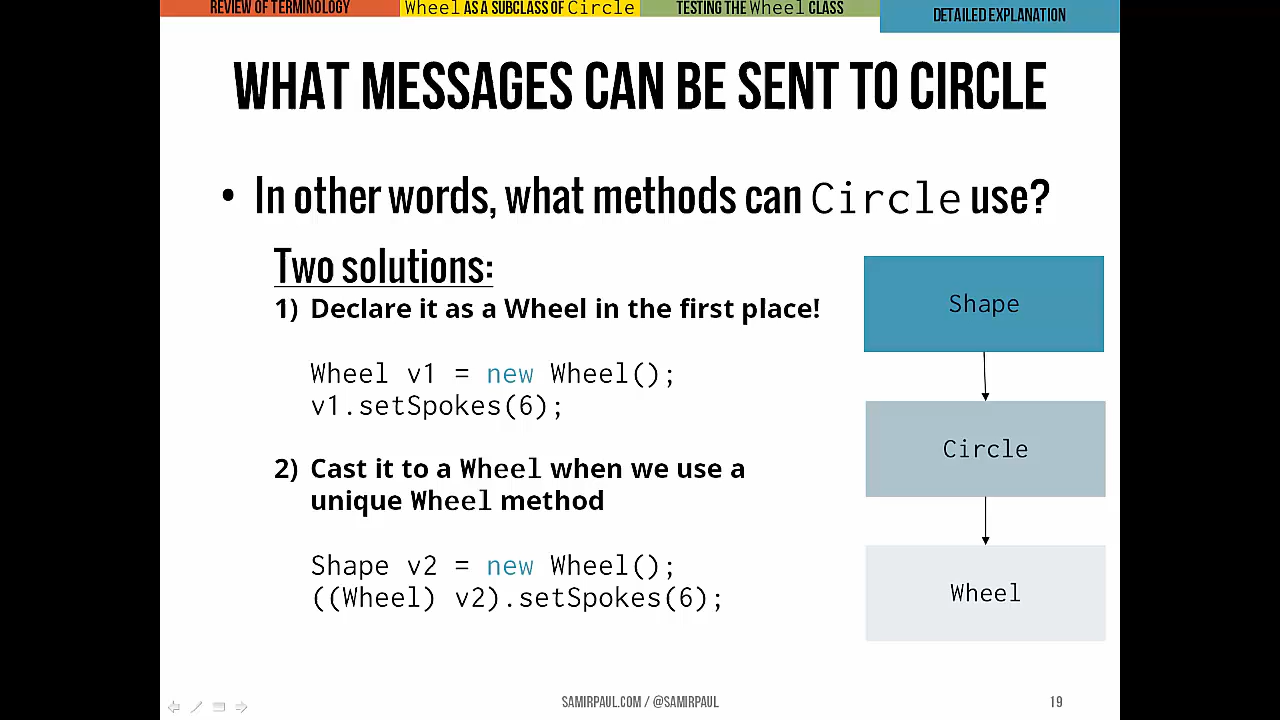 REVIEW OF TERMINOLOGY
Wheel AS A SUBCLASS OF Circle
TESTING THE Wheel CLASS
DETAILED EXPLANATION
WHAT MESSAGES CAN BE SENT TO CIRCLE
• In other words, what methods can Circle use?
Two solutions:
1) Declare it as a Wheel in the first place!
Wheel v1 = new Wheel();
v1.setSpokes(6);
2) Cast it to a Wheel when we use a
unique Wheel method
Shape v2 = new Wheel();
((Wheel) v2).setSpokes(6);
Shape
Circle
Wheel
SAMIRPAUL.COM / @SAMIRPAUL
19